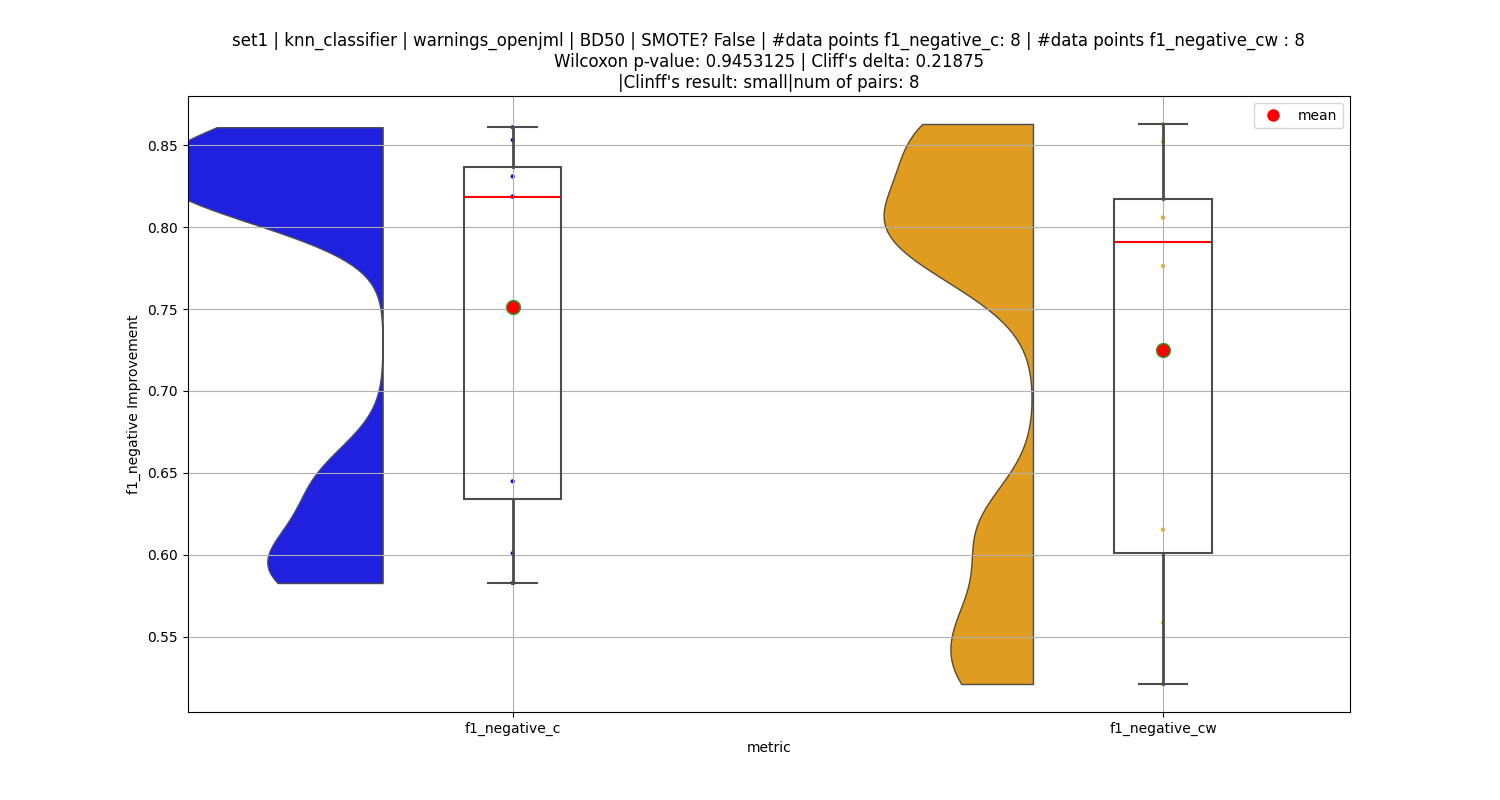 set1 | knn_classifier | warnings_openjml | BD50 | SMOTE? False | #data points f1_negative_c: 8 | #data points f1_negative_cw : 8
Wilcoxon p-value: 0.9453125 | Cliff's delta: 0.21875
|Clinff's result: small|num of pairs: 8
mean
0.85
0.80
0.75
0.70
0.65
0.60
0.55
f1_negative Improvement
f1_negative_c
f1_negative_cw
metric